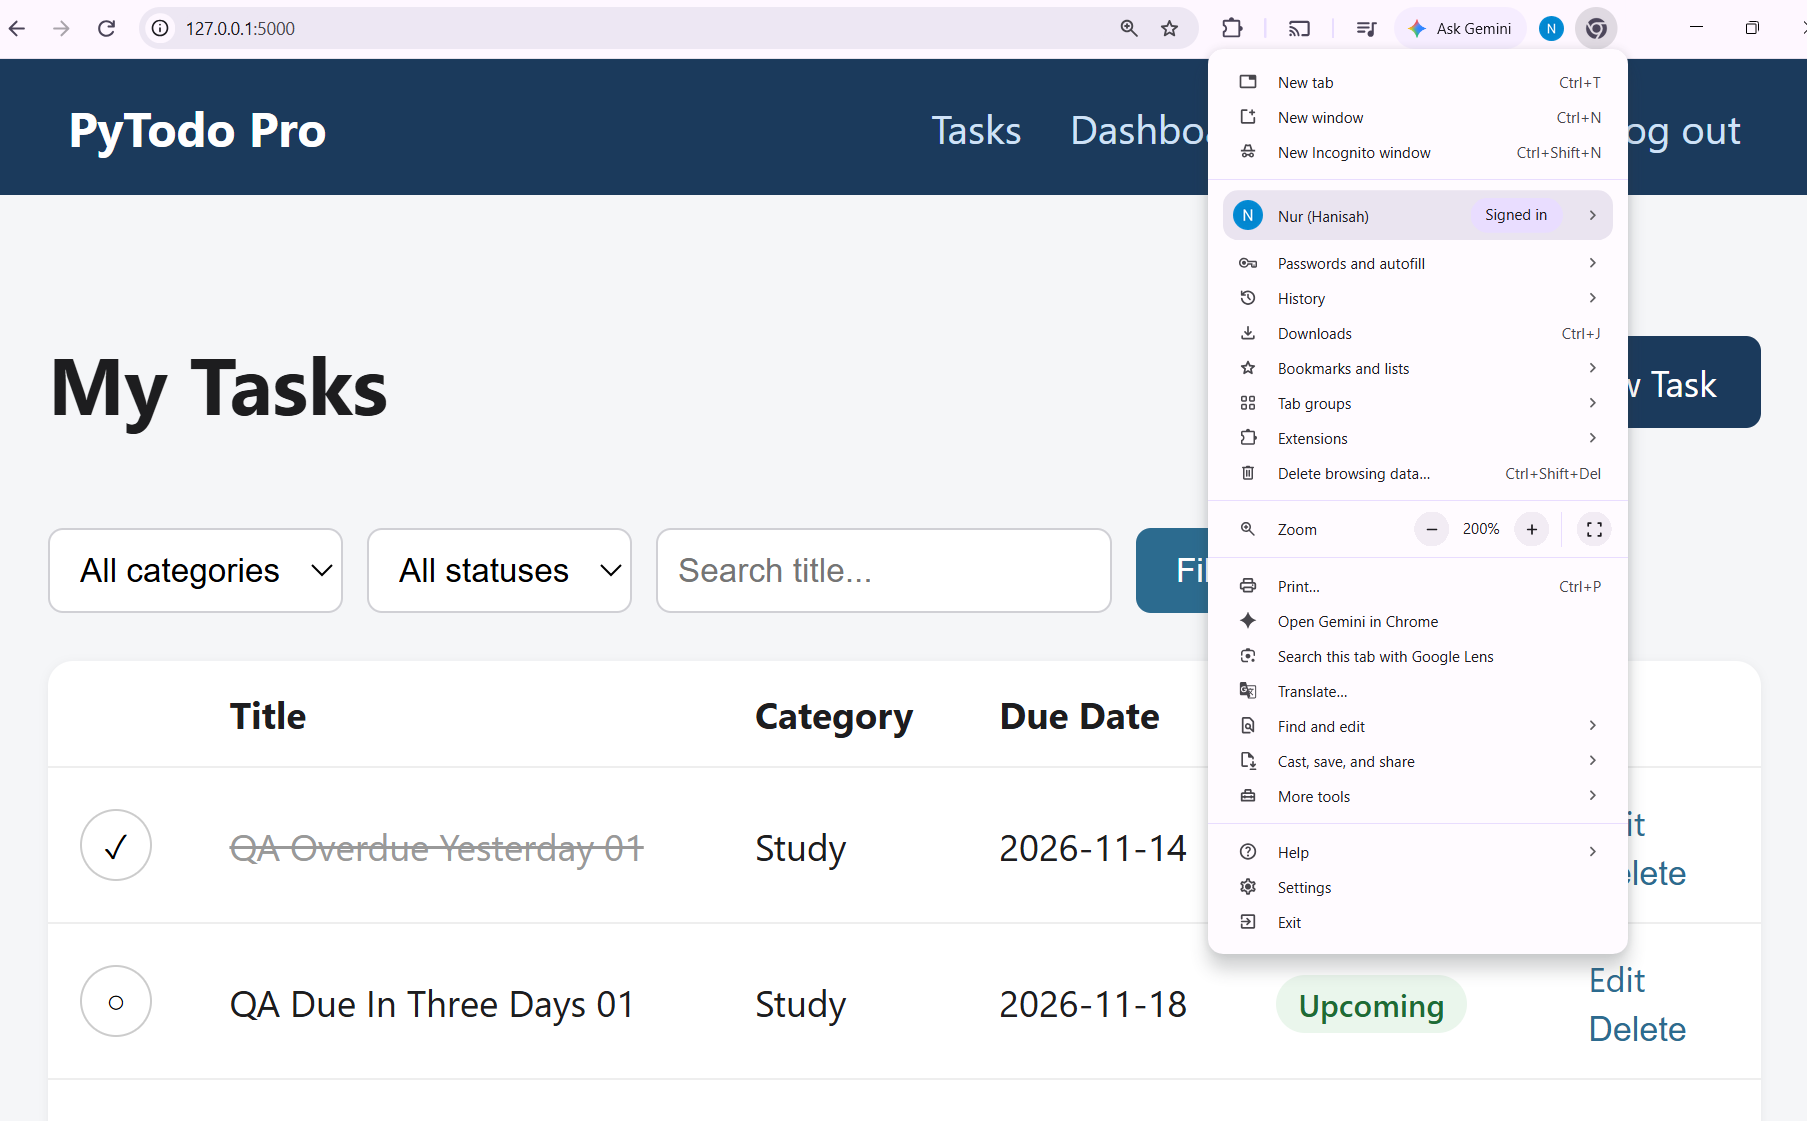 127.0.0.1:5000
Ask Gemini
N
PyTodo Pro
Tasks
Dashboa
og out
New tab Ctrl+T
New window Ctrl+N
New Incognito window Ctrl+Shift+N
N Nur (Hanisah) Signed in
Passwords and autofill
History
Downloads Ctrl+J
Bookmarks and lists
Tab groups
Extensions
Delete browsing data... Ctrl+Shift+Del
Zoom 200%
Print... Ctrl+P
Open Gemini in Chrome
Search this tab with Google Lens
Translate...
Find and edit
Cast, save, and share
More tools
Help
Settings
Exit
My Tasks
w Task
All categories
All statuses
Search title...
Fil
Title Category Due Date
QA Overdue Yesterday 01 Study 2026-11-14
it
elete
QA Due In Three Days 01 Study 2026-11-18 Upcoming
Edit
Delete